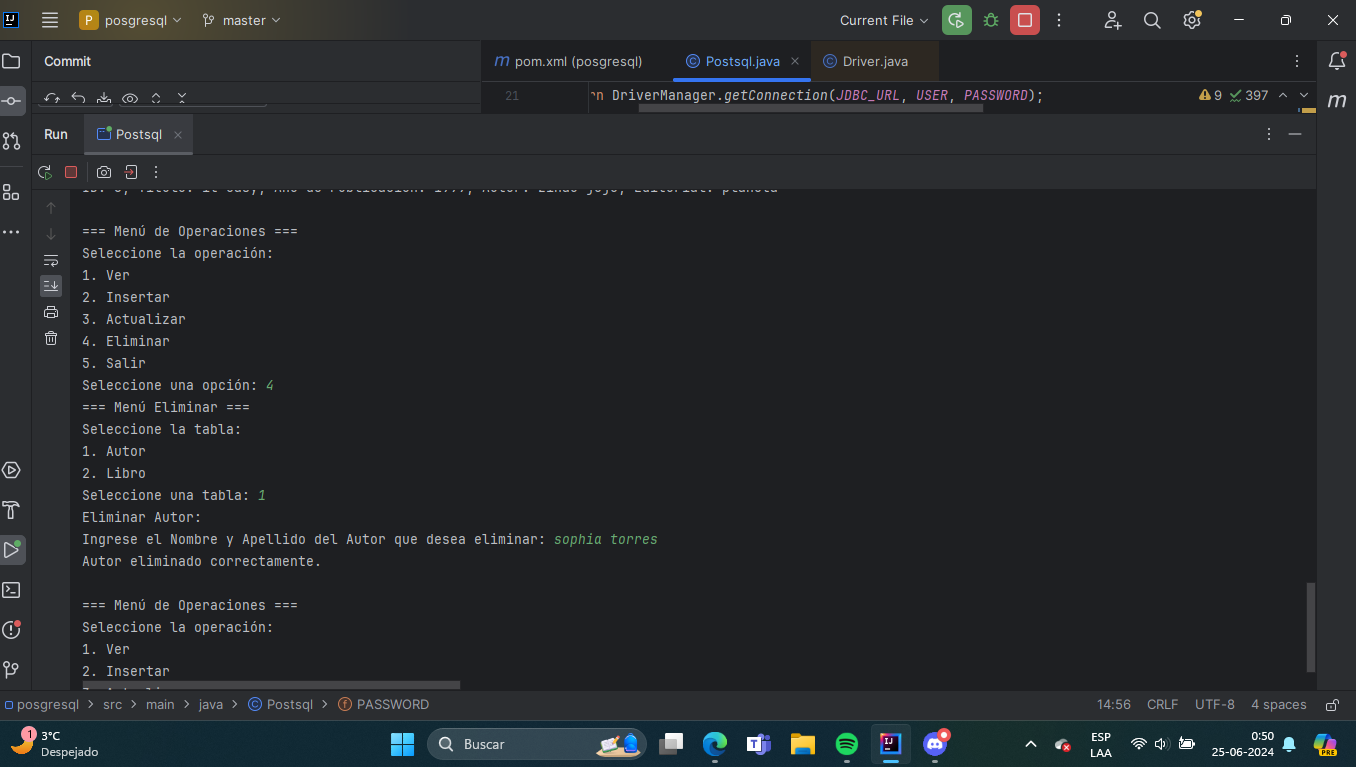 P posgresql master Current File
Commit
m pom.xml (posgresql) Postsql.java Driver.java
21 rn DriverManager.getConnection(JDBC_URL, USER, PASSWORD); 9 397
m
Run Postsql
=== Menú de Operaciones ===
Seleccione la operación:
1. Ver
2. Insertar
3. Actualizar
4. Eliminar
5. Salir
Seleccione una opción: 4
=== Menú Eliminar ===
Seleccione la tabla:
1. Autor
2. Libro
Seleccione una tabla: 1
Eliminar Autor:
Ingrese el Nombre y Apellido del Autor que desea eliminar: sophia torres
Autor eliminado correctamente.
=== Menú de Operaciones ===
Seleccione la operación:
1. Ver
2. Insertar
posgresql > src > main > java > Postsql > PASSWORD 14:56 CRLF UTF-8 4 spaces
1 3°C
Despejado
Buscar
ESP
LAA
0:50
25-06-2024
PRE